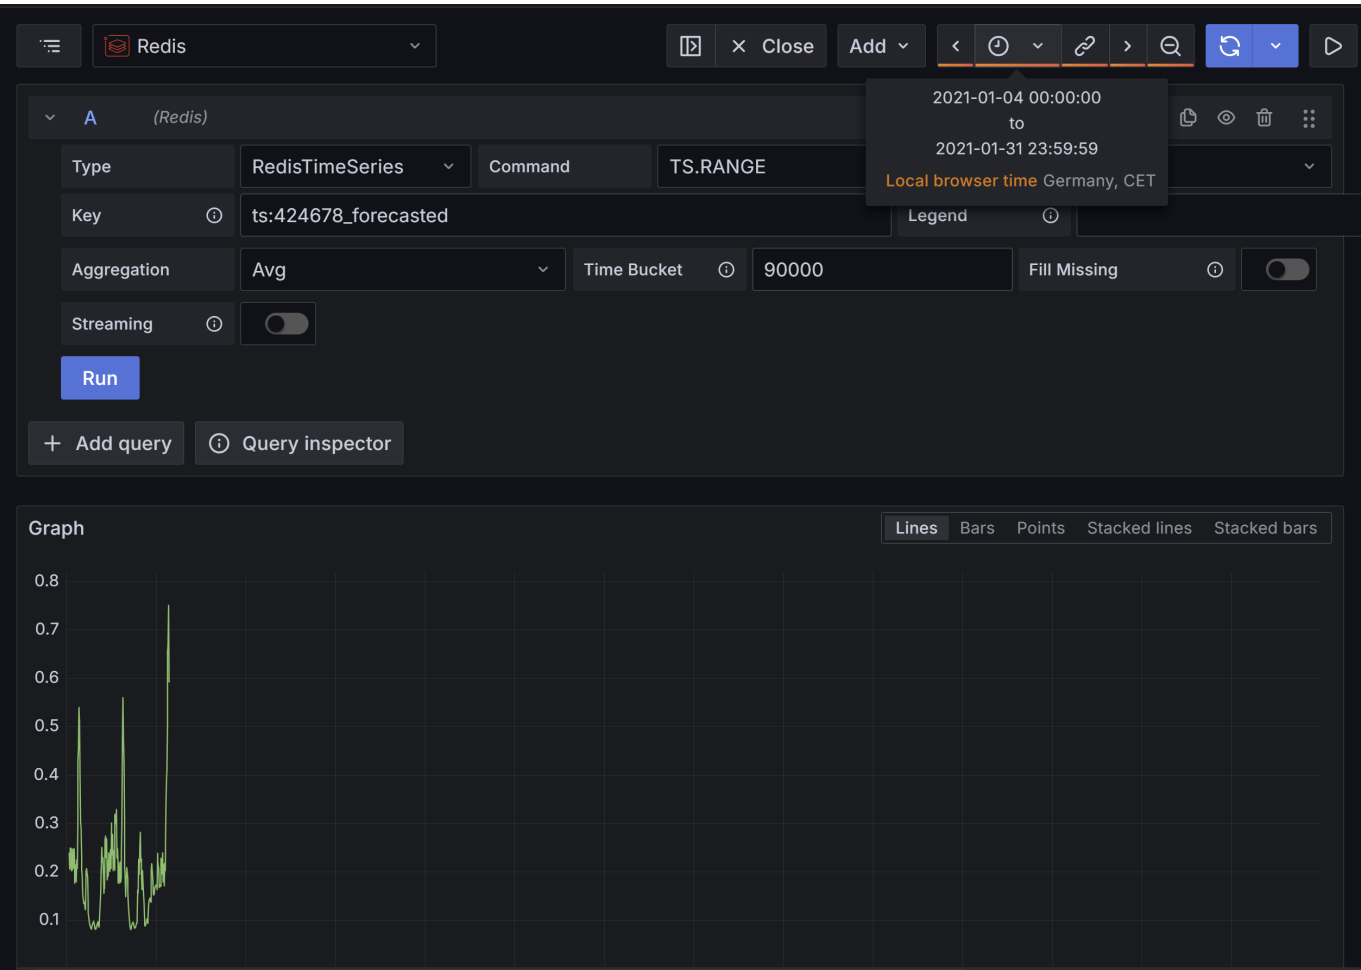 Redis
Close
Add
2021-01-04 00:00:00
to
2021-01-31 23:59:59
Local browser time Germany, CET
A (Redis)
Type RedisTimeSeries Command TS.RANGE
Key ts:424678_forecasted Legend
Aggregation Avg Time Bucket 90000 Fill Missing
Streaming
Run
+ Add query Query inspector
Graph Lines Bars Points Stacked lines Stacked bars
0.8
0.7
0.6
0.5
0.4
0.3
0.2
0.1